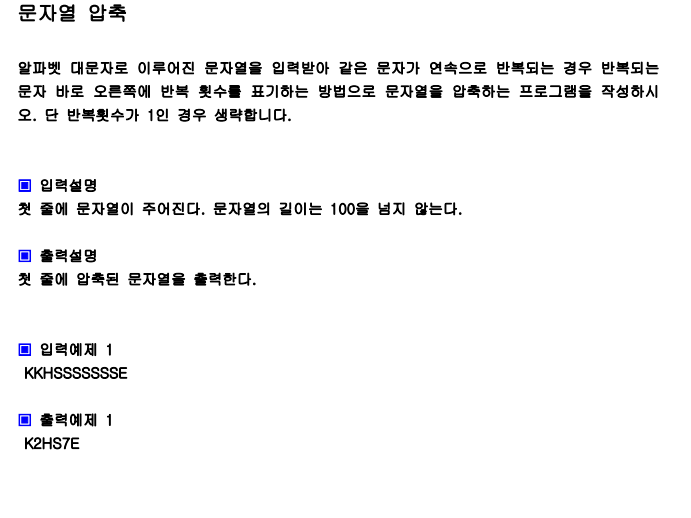 문자열 압축
알파벳 대문자로 이루어진 문자열을 입력받아 같은 문자가 연속으로 반복되는 경우 반복되는
문자 바로 오른쪽에 반복 횟수를 표기하는 방법으로 문자열을 압축하는 프로그램을 작성하시
오. 단 반복횟수가 1인 경우 생략합니다.
▣ 입력설명
첫 줄에 문자열이 주어진다. 문자열의 길이는 100을 넘지 않는다.
▣ 출력설명
첫 줄에 압축된 문자열을 출력한다.
▣ 입력예제 1
KKHSSSSSSSE
▣ 출력예제 1
K2HS7E